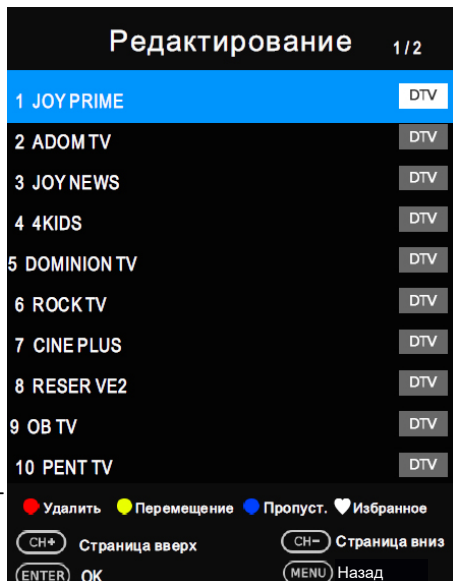 Редактирование 1/2
1 JOY PRIME DTV
2 ADOM TV DTV
3 JOY NEWS DTV
4 4KIDS DTV
5 DOMINION TV DTV
6 ROCK TV DTV
7 CINE PLUS DTV
8 RESER VE2 DTV
9 OB TV DTV
10 PENT TV DTV
Удалить Перемещение Пропуст. Избранное
CH+ Страница вверх CH- Страница вниз
ENTER OK MENU Назад